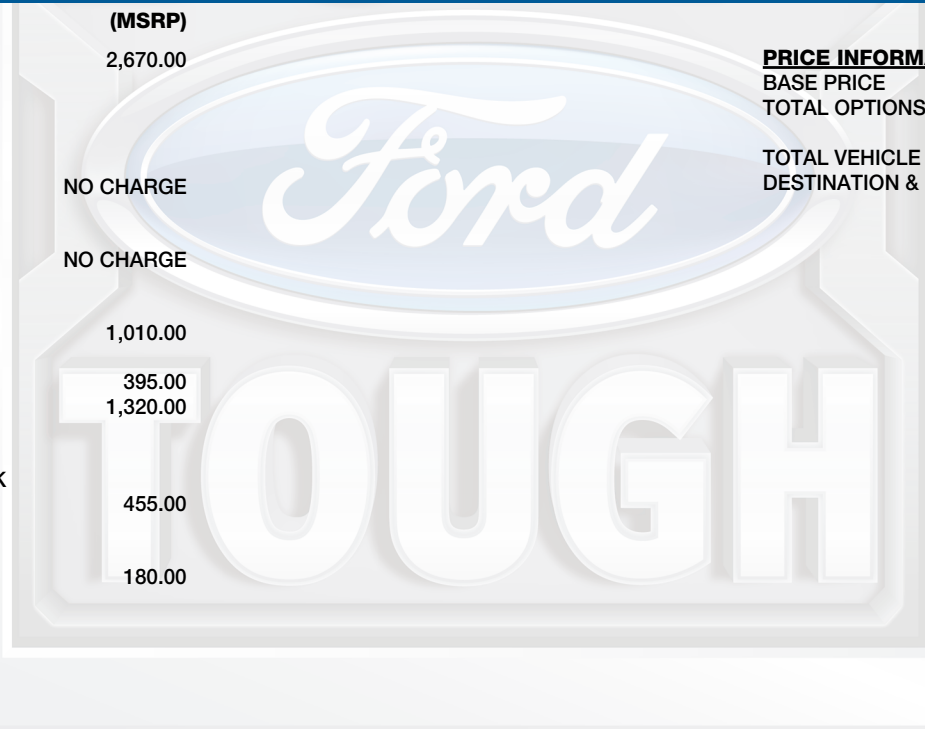 (MSRP)
2,670.00
NO CHARGE
NO CHARGE
1,010.00
395.00
1,320.00
K
455.00
180.00
PRICE INFORMA
BASE PRICE
TOTAL OPTIONS
TOTAL VEHICLE
DESTINATION &
Ford
TOUGH